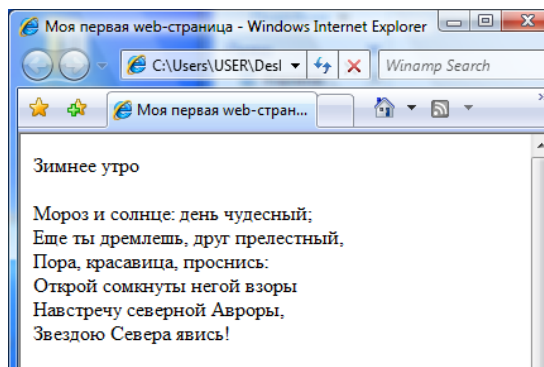 Моя первая web-страница - Windows Internet Explorer
C:\Users\USER\Desl
Winamp Search
Моя первая web-стран...
Зимнее утро
Мороз и солнце: день чудесный;
Еще ты дремлешь, друг прелестный,
Пора, красавица, проснись:
Открой сомкнуты негой взоры
Навстречу северной Авроры,
Звездою Севера явись!